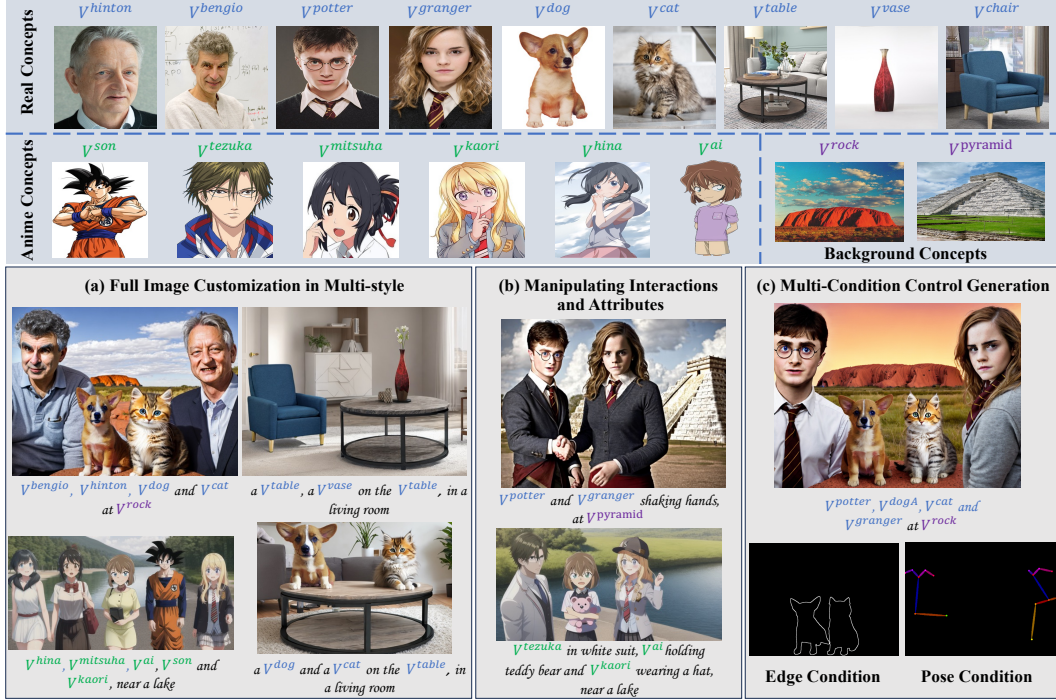 Real Concepts
V^hinton V^bengio V^potter V^granger V^dog V^cat V^table V^vase V^chair
Anime Concepts
V^son V^tezuka V^mitsuha V^kaori V^hina V^ai
V^rock V^pyramid
Background Concepts
(a) Full Image Customization in Multi-style
V^bengio, V^hinton, V^dog and V^cat
at V^rock
a V^table, a V^vase on the V^table, in a
living room
V^hina, V^mitsuha, V^ai, V^son and
V^kaori, near a lake
a V^dog and a V^cat on the V^table, in
a living room
(b) Manipulating Interactions
and Attributes
V^potter and V^granger shaking hands,
at V^pyramid
V^tezuka in white suit, V^ai holding
teddy bear and V^kaori wearing a hat,
near a lake
(c) Multi-Condition Control Generation
V^potter, V^dogA, V^cat and
V^granger at V^rock
Edge Condition
Pose Condition